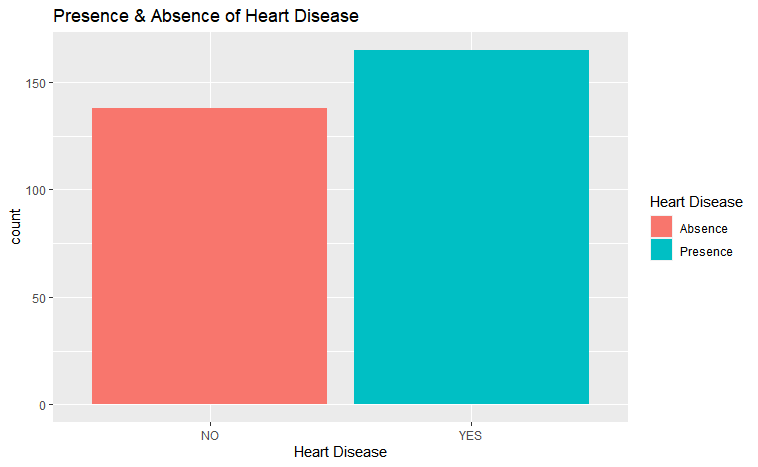 Presence & Absence of Heart Disease
count
150
100
50
0
NO YES
Heart Disease
Heart Disease
Absence
Presence